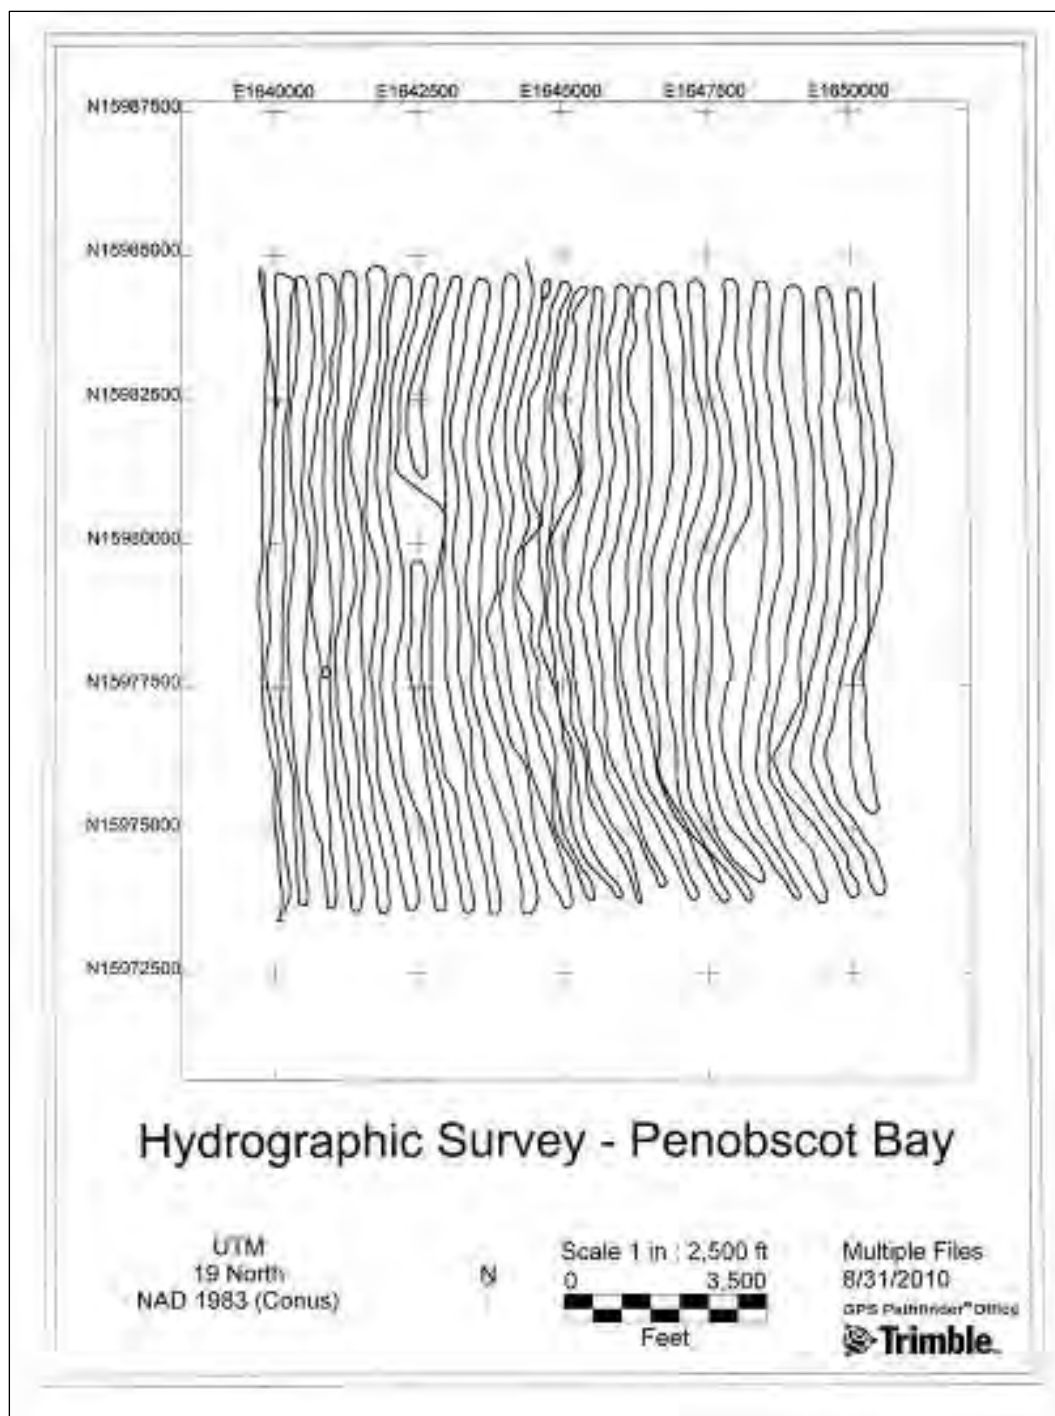 E1640000 E1642500 E1645000 E1647500 E1650000
N15987500
N15985000
N15982500
N15980000
N15977500
N15975000
N15972500
Hydrographic Survey - Penobscot Bay
UTM
19 North
NAD 1983 (Conus)
N
Scale 1 in : 2,500 ft
0 3,500
Feet
Multiple Files
8/31/2010
GPS Pathfinder® Office
Trimble